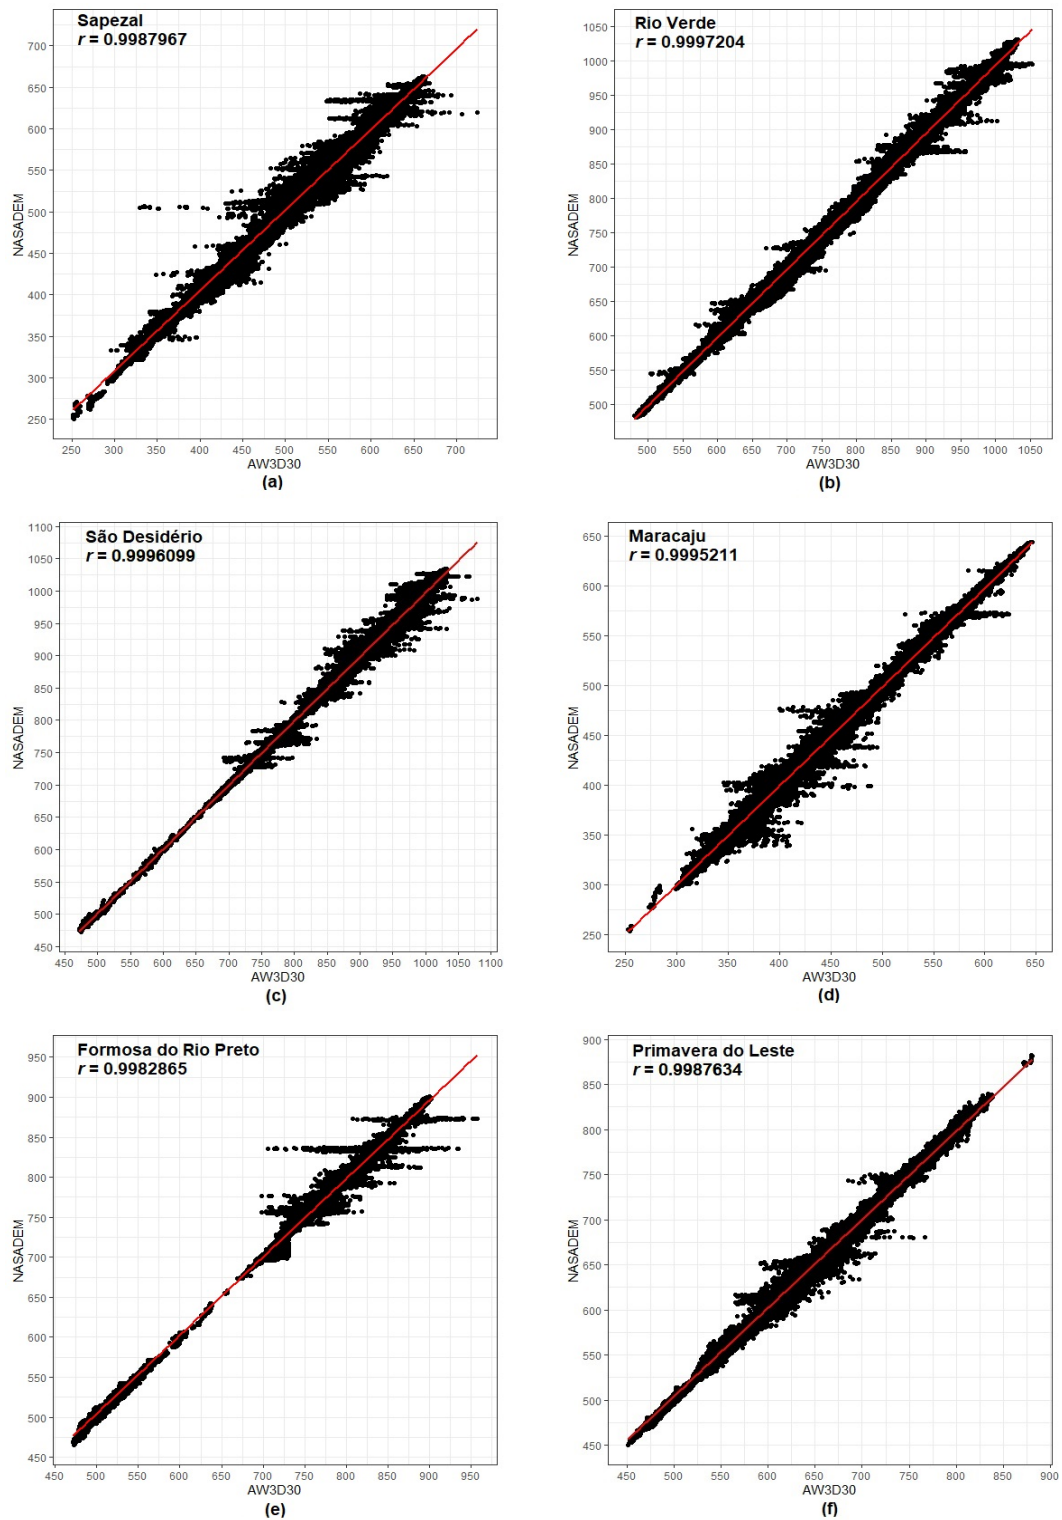 Sapezal
r = 0.9987967
700
650
600
550
500
450
400
350
300
250
NASADEM
250 300 350 400 450 500 550 600 650 700
AW3D30
(a)
Rio Verde
r = 0.9997204
1050
1000
950
900
850
800
750
700
650
600
550
500
NASADEM
500 550 600 650 700 750 800 850 900 950 1000 1050
AW3D30
(b)
São Desidério
r = 0.9996099
1100
1050
1000
950
900
850
800
750
700
650
600
550
500
450
NASADEM
450 500 550 600 650 700 750 800 850 900 950 1000 1050 1100
AW3D30
(c)
Maracaju
r = 0.9995211
650
600
550
500
450
400
350
300
250
NASADEM
250 300 350 400 450 500 550 600 650
AW3D30
(d)
Formosa do Rio Preto
r = 0.9982865
950
900
850
800
750
700
650
600
550
500
450
NASADEM
450 500 550 600 650 700 750 800 850 900 950
AW3D30
(e)
Primavera do Leste
r = 0.9987634
900
850
800
750
700
650
600
550
500
450
NASADEM
450 500 550 600 650 700 750 800 850 900
AW3D30
(f)